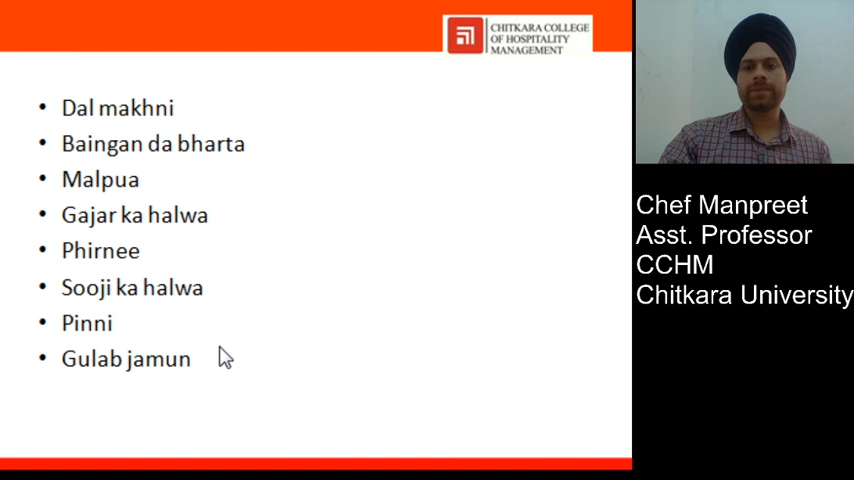 CHITKARA COLLEGE
OF HOSPITALITY
MANAGEMENT
• Dal makhni
• Baingan da bharta
• Malpua
• Gajar ka halwa
• Phirnee
• Sooji ka halwa
• Pinni
• Gulab jamun
Chef Manpreet
Asst. Professor
CCHM
Chitkara University